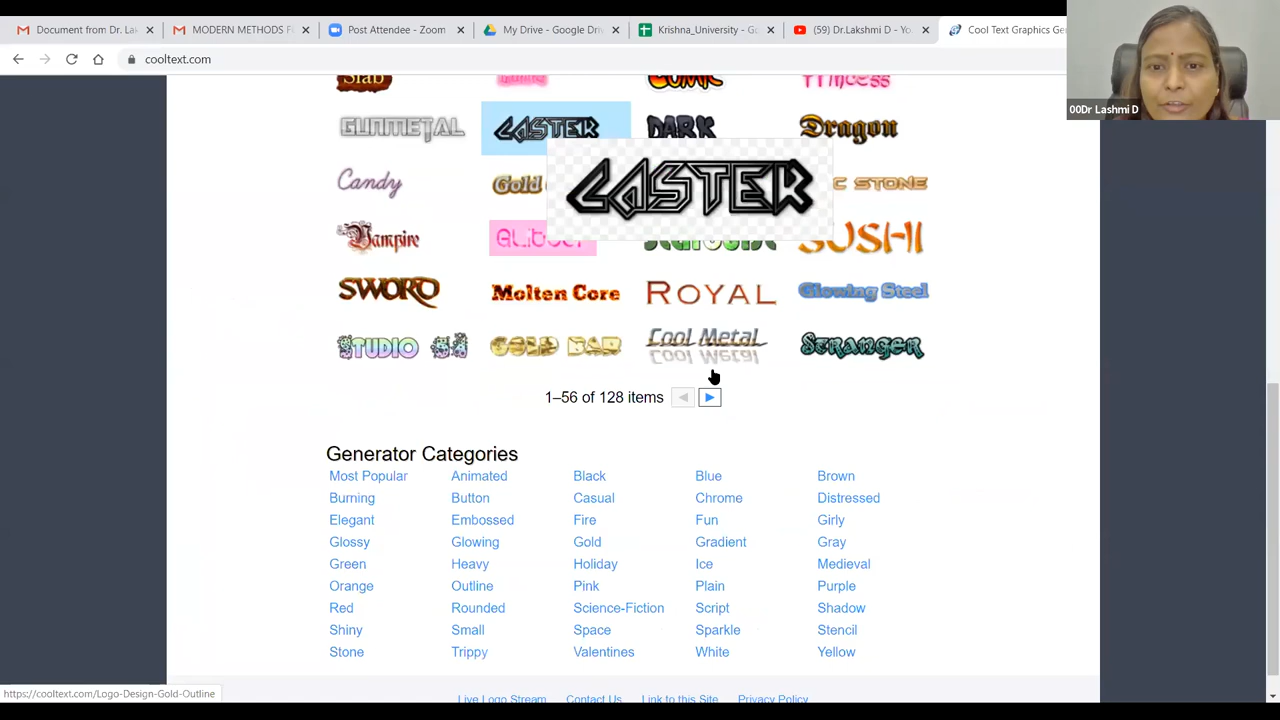 Document from Dr. La
MODERN METHODS F
Post Attendee - Zoom
My Drive - Google Dri
Krishna_University - G
(59) Dr.Lakshmi D - Yo
Cool Text Graphics Ge
cooltext.com
00Dr Lashmi D
Slab
COMIC
PRINCESS
GUNMETAL
CASTER
DARK
Dragon
CASTER
Candy
Gold
C STONE
Vampire
Glitter
SUSHI
SWORD
Molten Core
ROYAL
Glowing Steel
STUDIO 54
GOLD BAR
Cool Metal
STRANGER
1–56 of 128 items
Generator Categories
Most Popular Animated Black Blue Brown
Burning Button Casual Chrome Distressed
Elegant Embossed Fire Fun Girly
Glossy Glowing Gold Gradient Gray
Green Heavy Holiday Ice Medieval
Orange Outline Pink Plain Purple
Red Rounded Science-Fiction Script Shadow
Shiny Small Space Sparkle Stencil
Stone Trippy Valentines White Yellow
https://cooltext.com/Logo-Design-Gold-Outline
Live Logo Stream Contact Us Link to this Site Privacy Policy